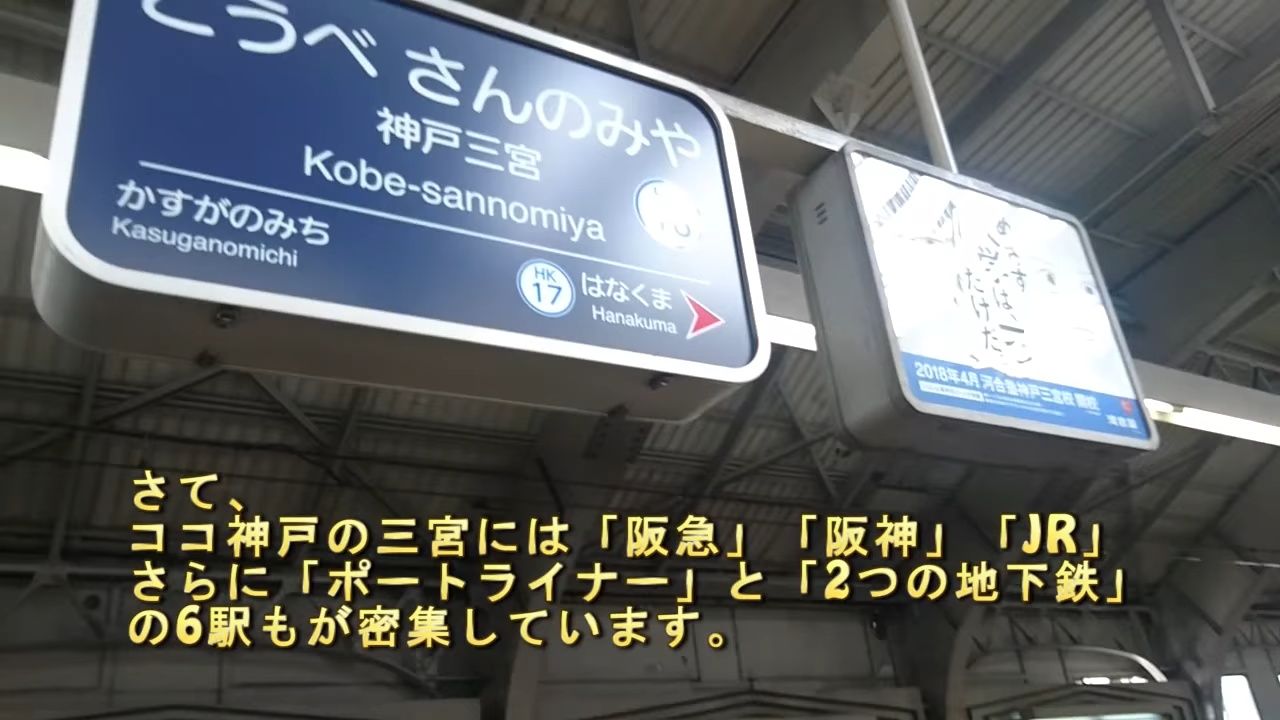 こうべ さんのみや
神戸三宮
Kobe-sannomiya
かすがのみち
Kasuganomichi
HK
17
はなくま
Hanakuma
2018年4月 河合塾神戸三宮校 開校
河合塾
さて、
ココ神戸の三宮には「阪急」「阪神」「JR」
さらに「ポートライナー」と「2つの地下鉄」
の6駅もが密集しています。